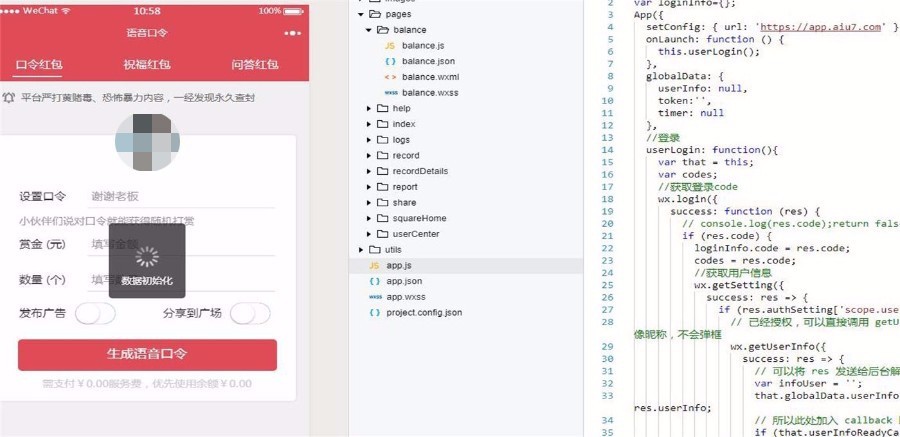 WeChat 10:58 100%
语音口令
口令红包 祝福红包 问答红包
平台严打黄赌毒、恐怖暴力内容，一经发现永久查封
设置口令 谢谢老板
小伙伴们说对口令就能获得随机打赏
赏金 (元) 填写金额
数量 (个) 填写
数据初始化
发布广告 分享到广场
生成语音口令
需支付￥0.00服务费，优先使用余额￥0.00
pages
balance
JS balance.js
{ } balance.json
< > balance.wxml
wxss balance.wxss
help
index
logs
record
recordDetails
report
share
squareHome
userCenter
utils
JS app.js
{ } app.json
wxss app.wxss
{ } project.config.json
2 var loginInfo={};
3 App({
4 setConfig: { url: 'https://app.aiu7.com' }
5 onLaunch: function () {
6 this.userLogin();
7 },
8 globalData: {
9 userInfo: null,
10 token:'',
11 timer: null
12 },
13 //登录
14 userLogin: function(){
15 var that = this;
16 var codes;
17 //获取登录code
18 wx.login({
19 success: function (res) {
20 // console.log(res.code);return fals
21 if (res.code) {
22 loginInfo.code = res.code;
23 codes = res.code;
24 //获取用户信息
25 wx.getSetting({
26 success: res => {
27 if (res.authSetting['scope.use
28 // 已经授权，可以直接调用 getU
像昵称，不会弹框
29 wx.getUserInfo({
30 success: res => {
31 // 可以将 res 发送给后台解
32 var infoUser = '';
33 that.globalData.userInfo
res.userInfo;
34 // 所以此处加入 callback
35 if (that.userInfoReadyCa